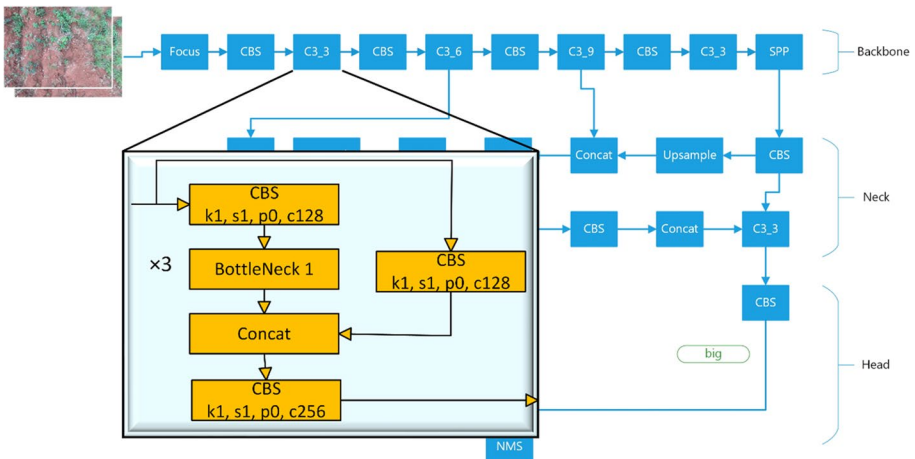 Focus
CBS
C3_3
CBS
C3_6
CBS
C3_9
CBS
C3_3
SPP
Backbone
Concat
Upsample
CBS
Neck
CBS
Concat
C3_3
CBS
k1, s1, p0, c128
×3
BottleNeck 1
CBS
k1, s1, p0, c128
Concat
CBS
k1, s1, p0, c256
CBS
big
Head
NMS